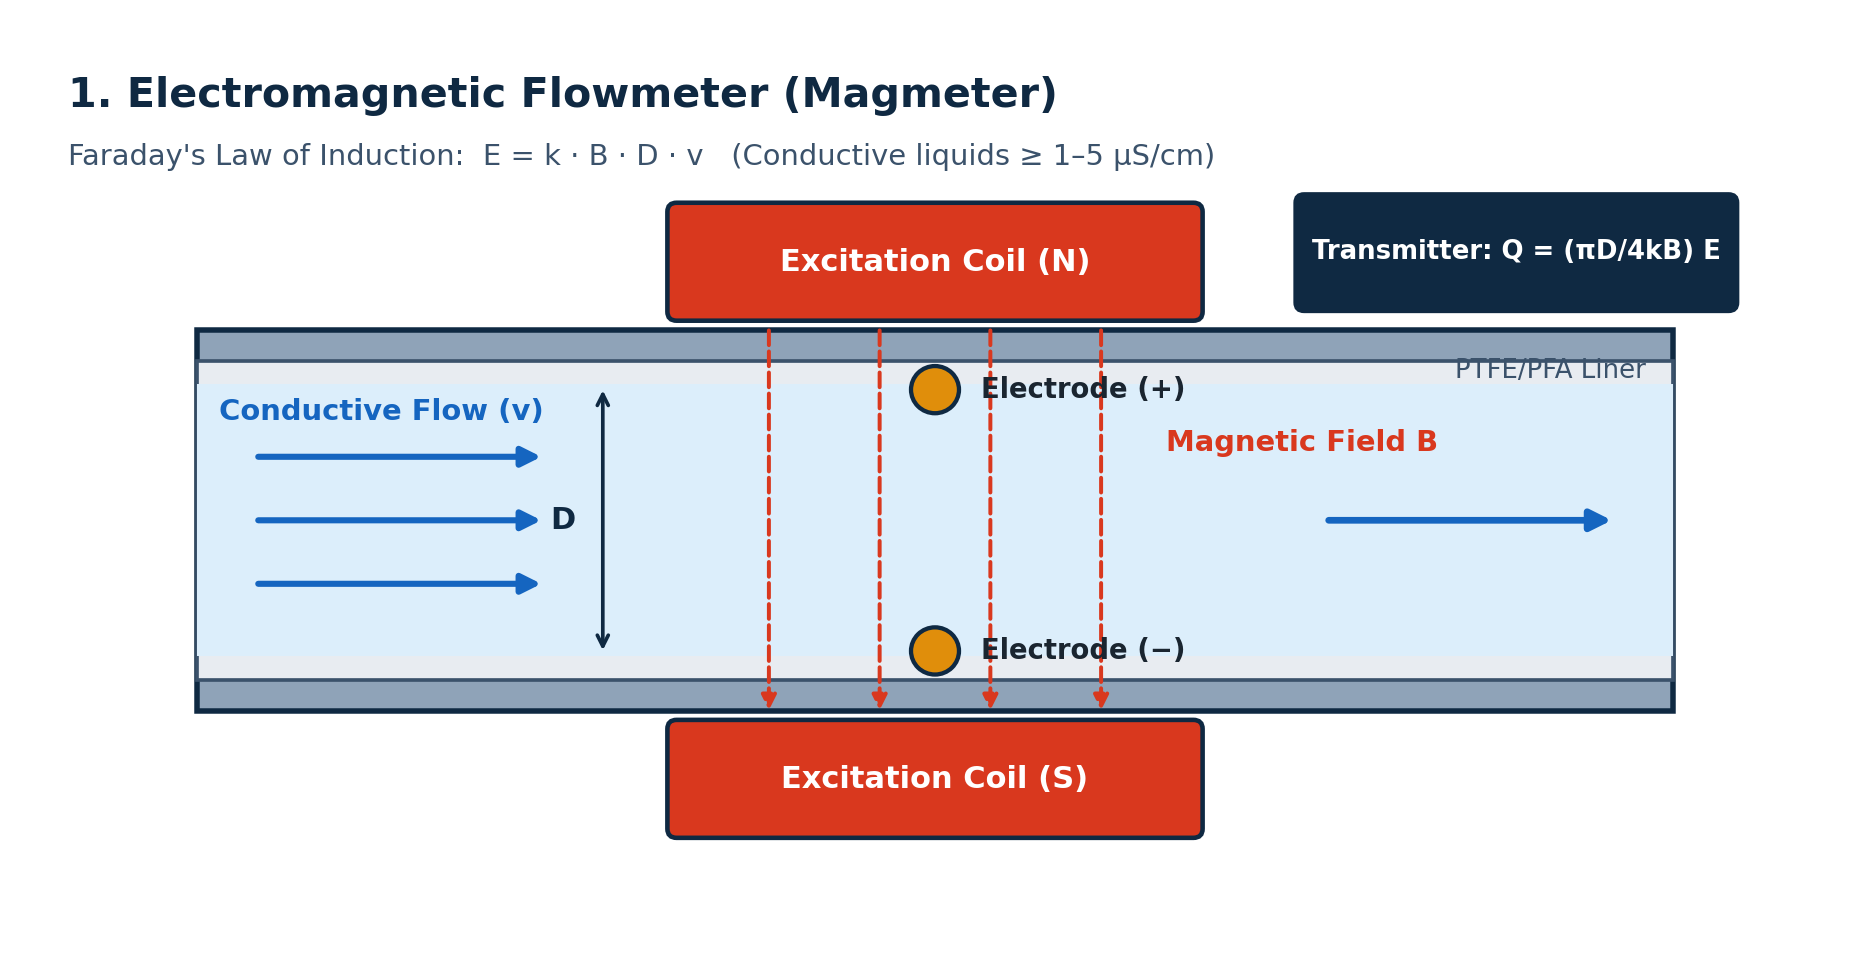 1. Electromagnetic Flowmeter (Magmeter)
Faraday's Law of Induction:  E = k · B · D · v   (Conductive liquids ≥ 1–5 µS/cm)
Excitation Coil (N)
Transmitter: Q = (πD/4kB) E
PTFE/PFA Liner
Electrode (+)
Conductive Flow (v)
Magnetic Field B
D
Electrode (−)
Excitation Coil (S)